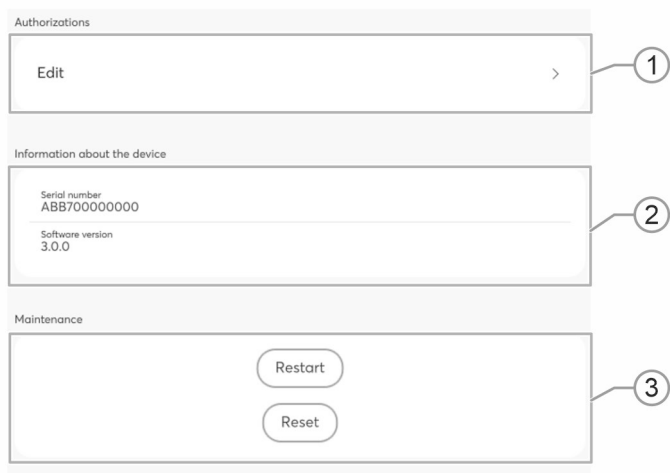 Authorizations
Edit
1
Information about the device
Serial number
ABB700000000
Software version
3.0.0
2
Maintenance
Restart
3
Reset